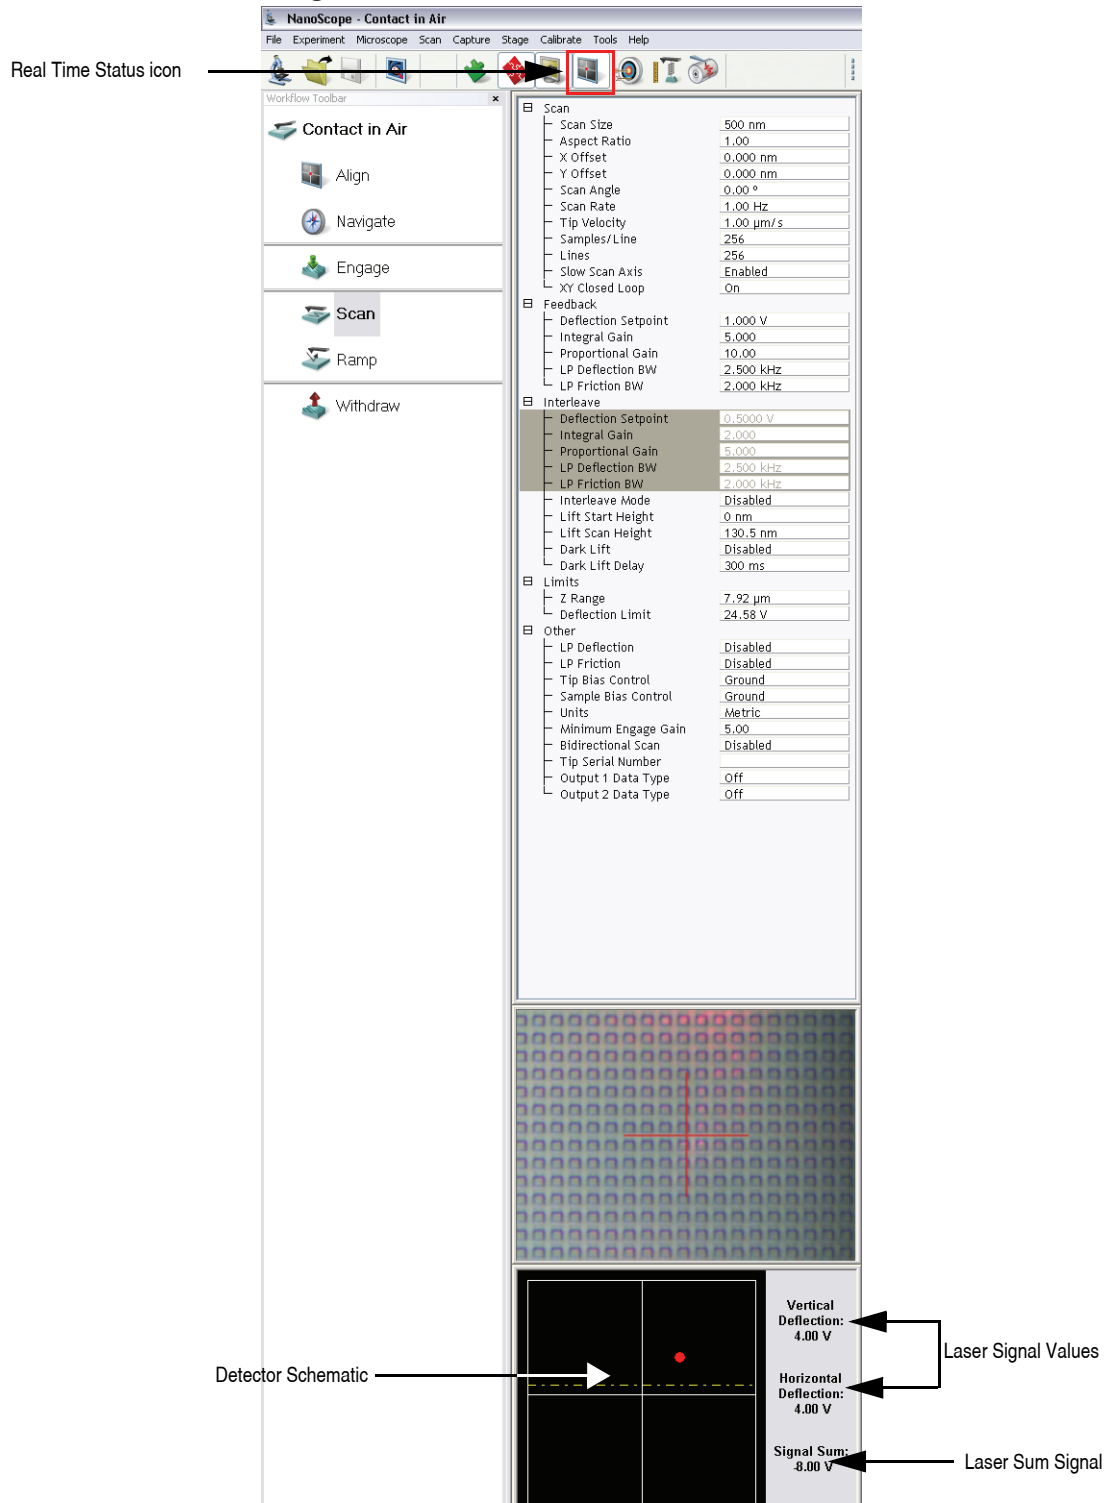 NanoScope - Contact in Air
File Experiment Microscope Scan Capture Stage Calibrate Tools Help
Real Time Status icon
Workflow Toolbar x
Contact in Air
Align
Navigate
Engage
Scan
Ramp
Withdraw
Scan
Scan Size 500 nm
Aspect Ratio 1.00
X Offset 0.000 nm
Y Offset 0.000 nm
Scan Angle 0.00 º
Scan Rate 1.00 Hz
Tip Velocity 1.00 µm/s
Samples/Line 256
Lines 256
Slow Scan Axis Enabled
XY Closed Loop On
Feedback
Deflection Setpoint 1.000 V
Integral Gain 5.000
Proportional Gain 10.00
LP Deflection BW 2.500 kHz
LP Friction BW 2.000 kHz
Interleave
Deflection Setpoint 0.5000 V
Integral Gain 2.000
Proportional Gain 5.000
LP Deflection BW 2.500 kHz
LP Friction BW 2.000 kHz
Interleave Mode Disabled
Lift Start Height 0 nm
Lift Scan Height 130.5 nm
Dark Lift Disabled
Dark Lift Delay 300 ms
Limits
Z Range 7.92 µm
Deflection Limit 24.58 V
Other
LP Deflection Disabled
LP Friction Disabled
Tip Bias Control Ground
Sample Bias Control Ground
Units Metric
Minimum Engage Gain 5.00
Bidirectional Scan Disabled
Tip Serial Number
Output 1 Data Type Off
Output 2 Data Type Off
Vertical
Deflection:
4.00 V
Laser Signal Values
Detector Schematic
Horizontal
Deflection:
4.00 V
Signal Sum:
-8.00 V
Laser Sum Signal